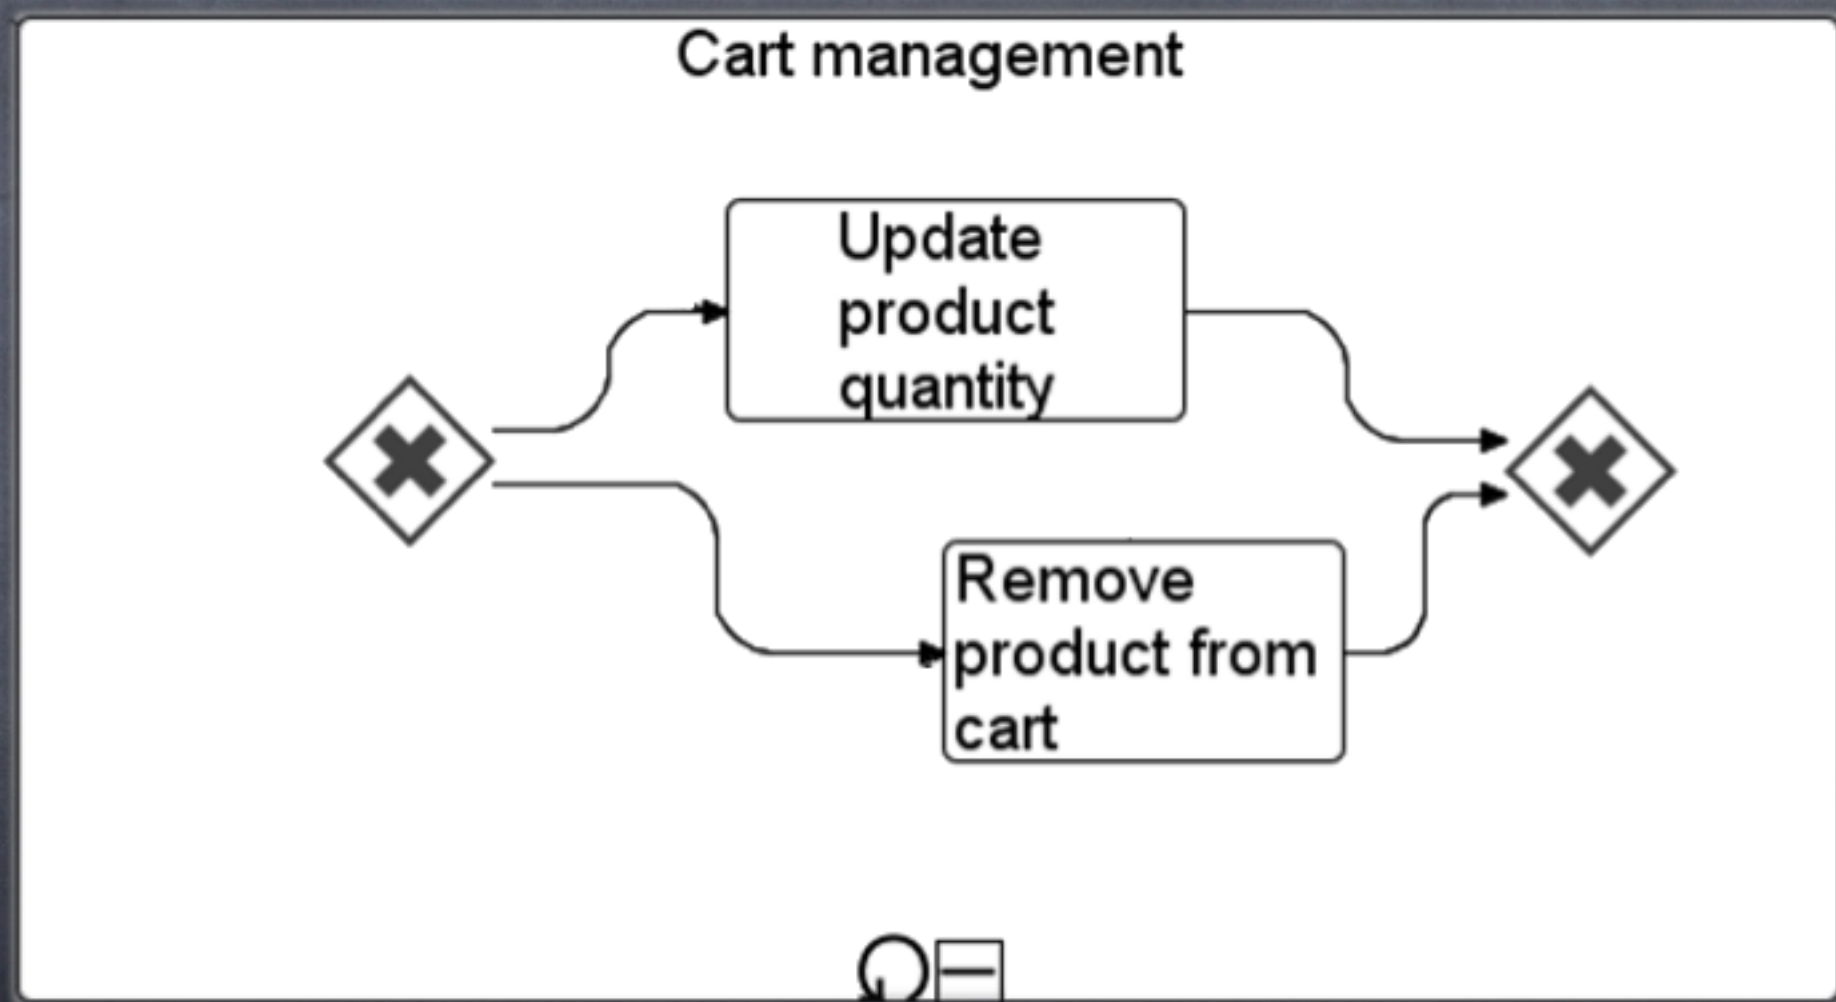 Cart management
Update
product
quantity
Remove
product from
cart